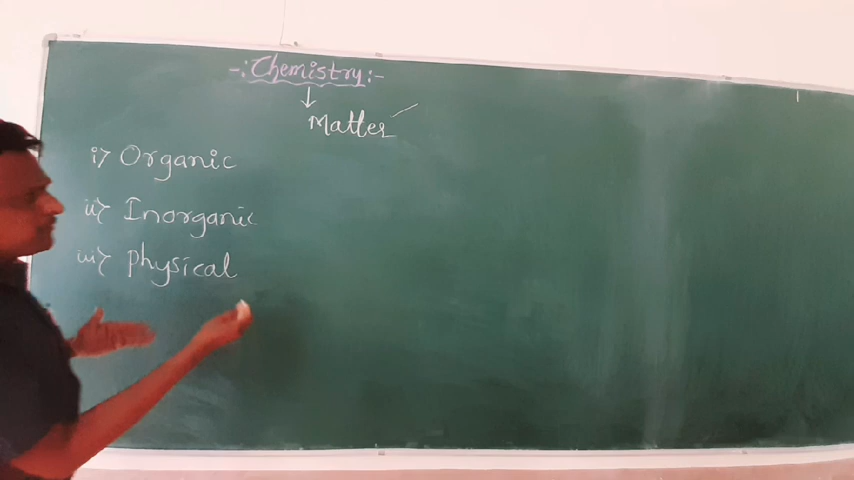 -: Chemistry :-
Matter
i> Organic
ii> Inorganic
iii> Physical